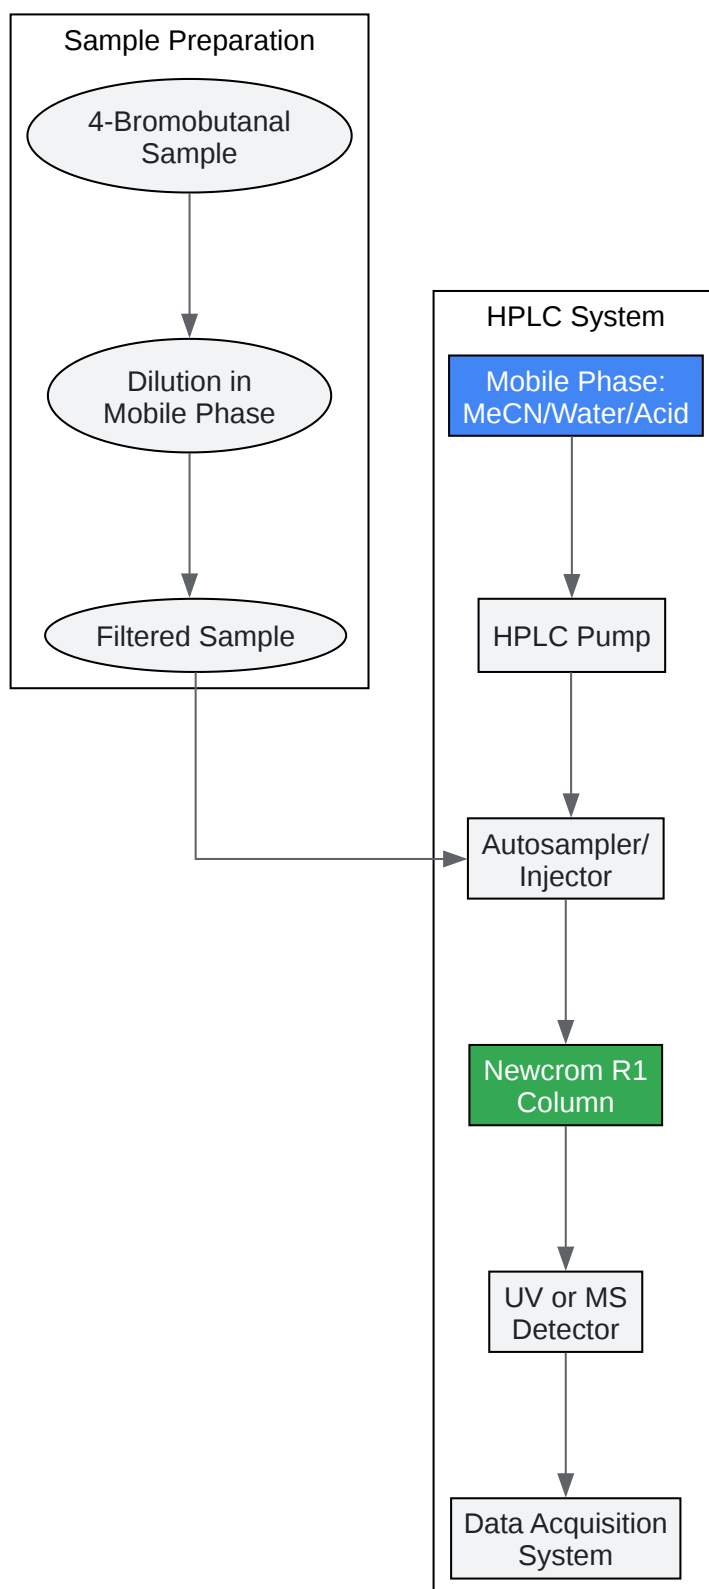 Sample Preparation
4-Bromobutanal
Sample
Dilution in
Mobile Phase
Filtered Sample
HPLC System
Mobile Phase:
MeCN/Water/Acid
HPLC Pump
Autosampler/
Injector
Newcrom R1
Column
UV or MS
Detector
Data Acquisition
System